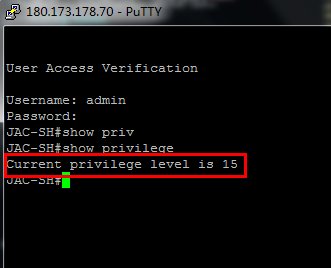 180.173.178.70 - PuTTY
User Access Verification
Username: admin
Password:
JAC-SH#show priv
JAC-SH#show privilege
Current privilege level is 15
JAC-SH#